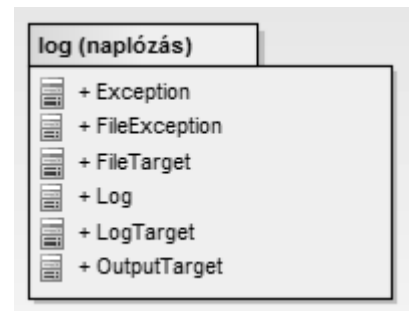 log (naplózás)
+ Exception
+ FileException
+ FileTarget
+ Log
+ LogTarget
+ OutputTarget